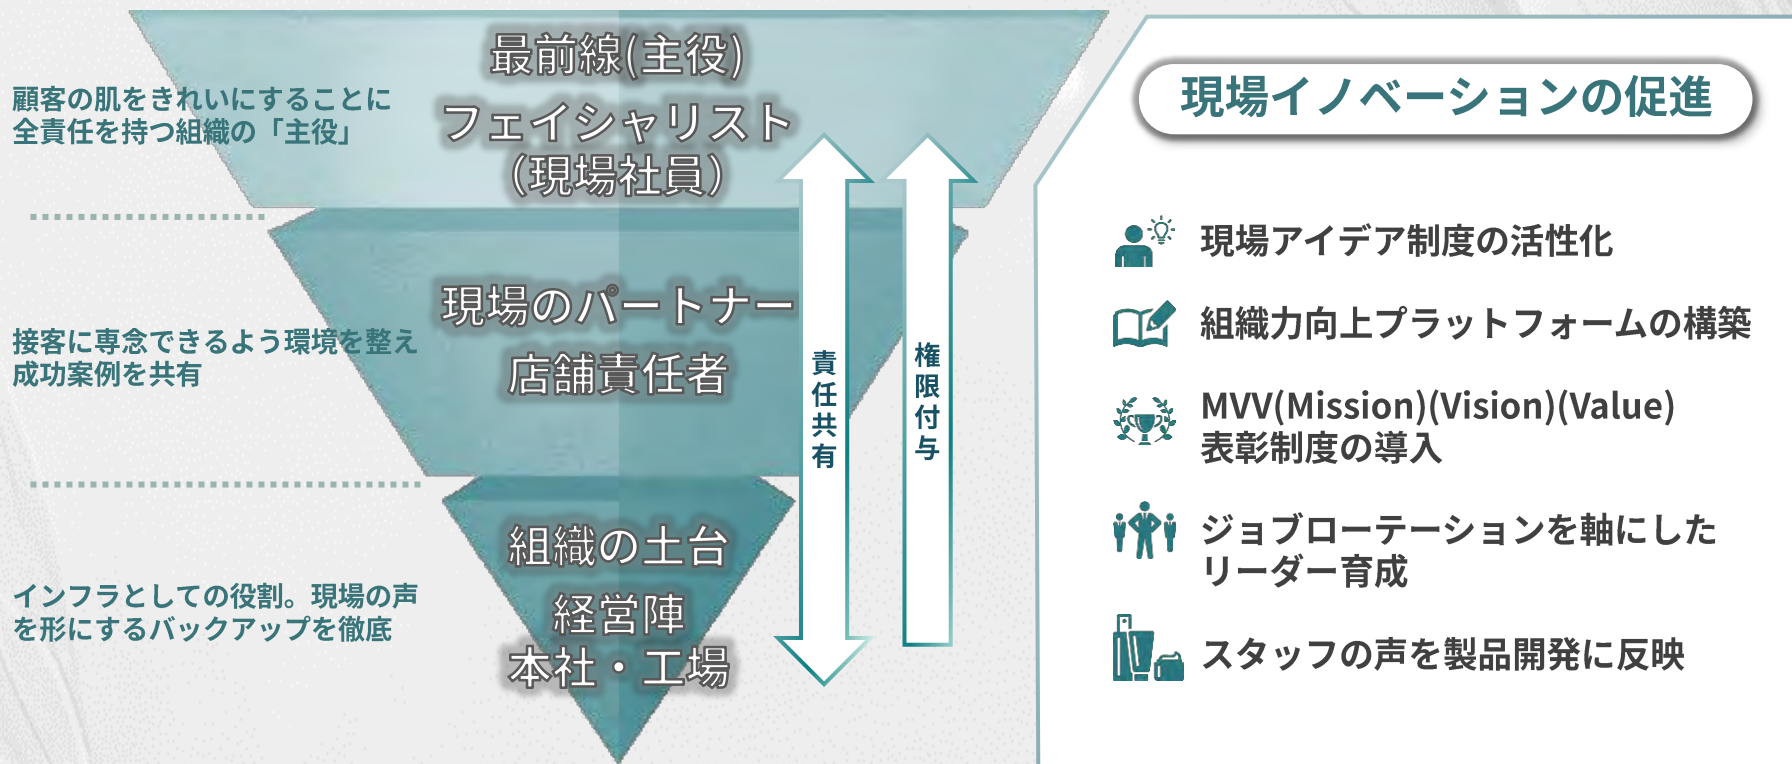 顧客の肌をきれいにすることに
全責任を持つ組織の「主役」
最前線(主役)
フェイシャリスト
(現場社員)
接客に専念できるよう環境を整え
成功案例を共有
現場のパートナー
店舗責任者
インフラとしての役割。現場の声
を形にするバックアップを徹底
組織の土台
経営陣
本社・工場
責任共有
権限付与
現場イノベーションの促進
現場アイデア制度の活性化
組織力向上プラットフォームの構築
MVV(Mission)(Vision)(Value)
表彰制度の導入
ジョブローテーションを軸にした
リーダー育成
スタッフの声を製品開発に反映